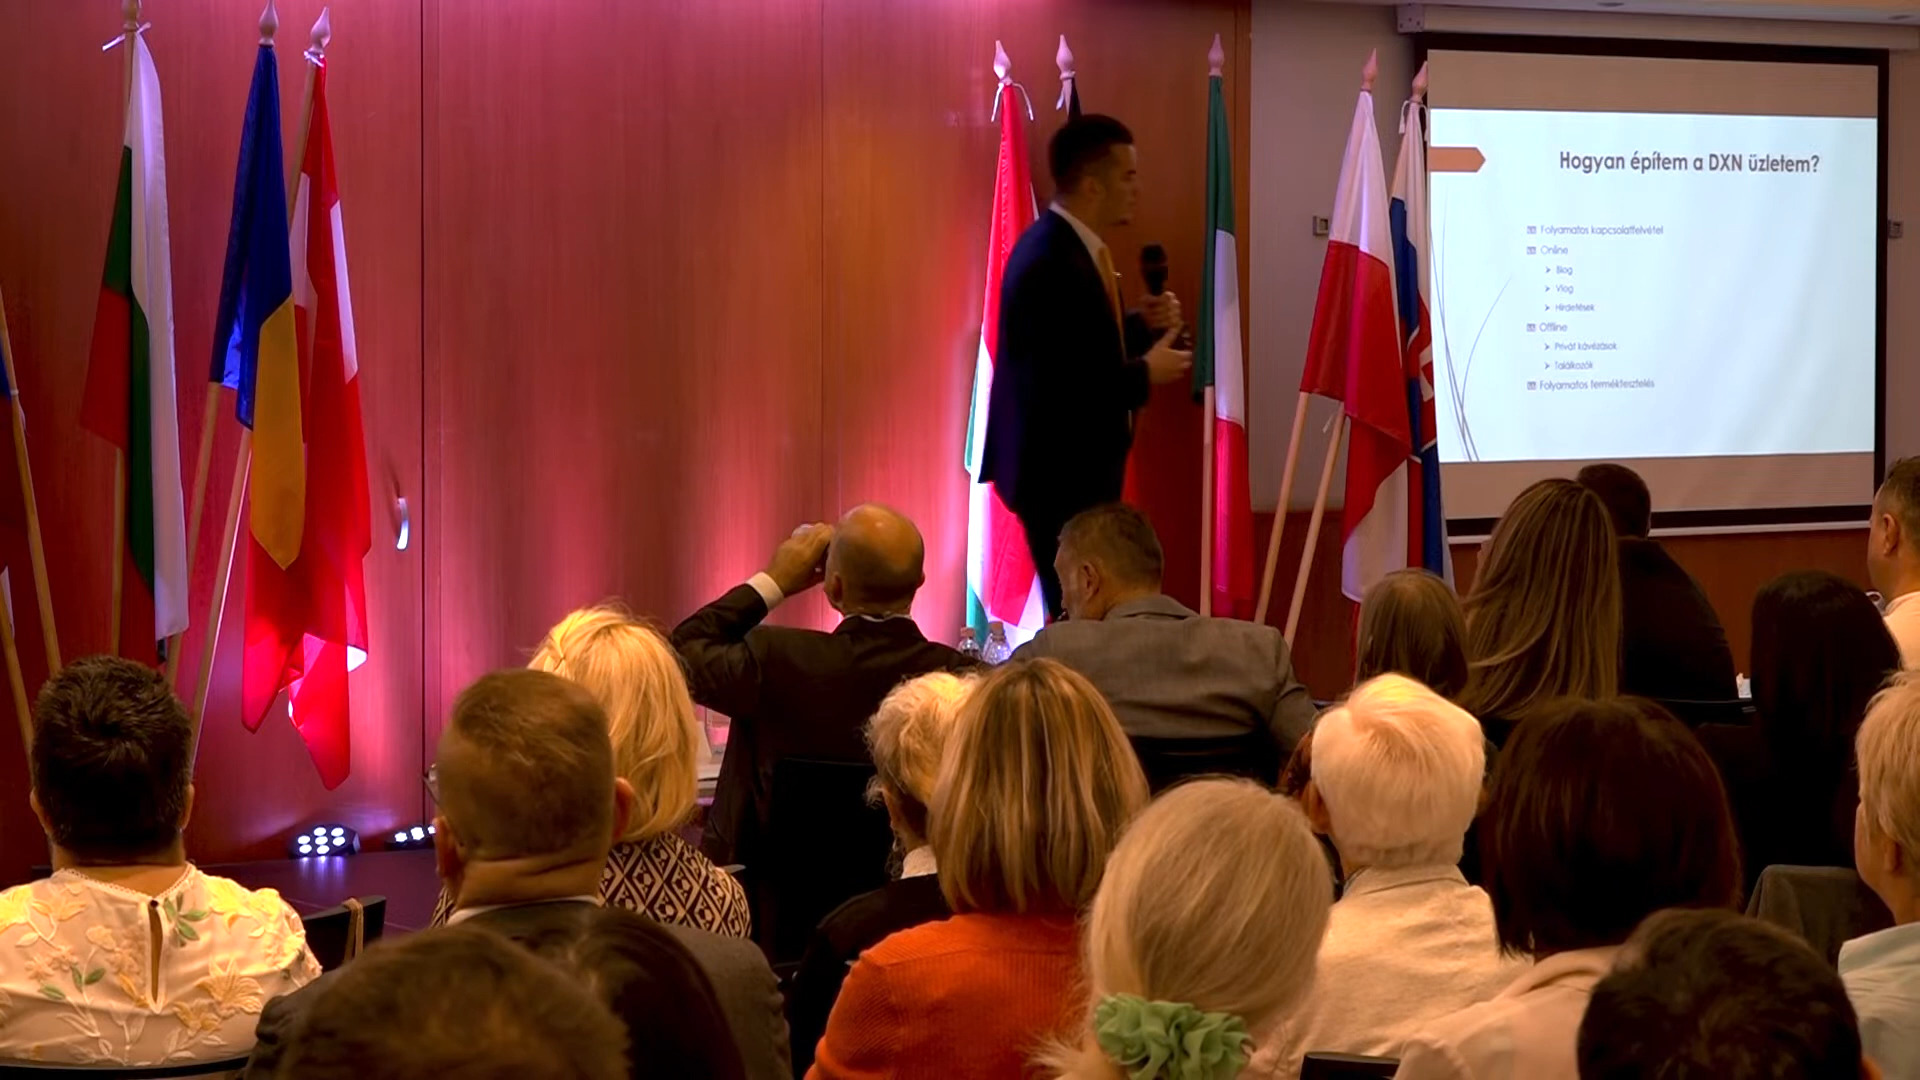 Hogyan építem a DXN üzletem?
Folyamatos kapcsolatfelvétel
Online
Blog
Vlog
Hirdetések
Offline
Privát kávézások
Találkozók
Folyamatos terméktesztelés